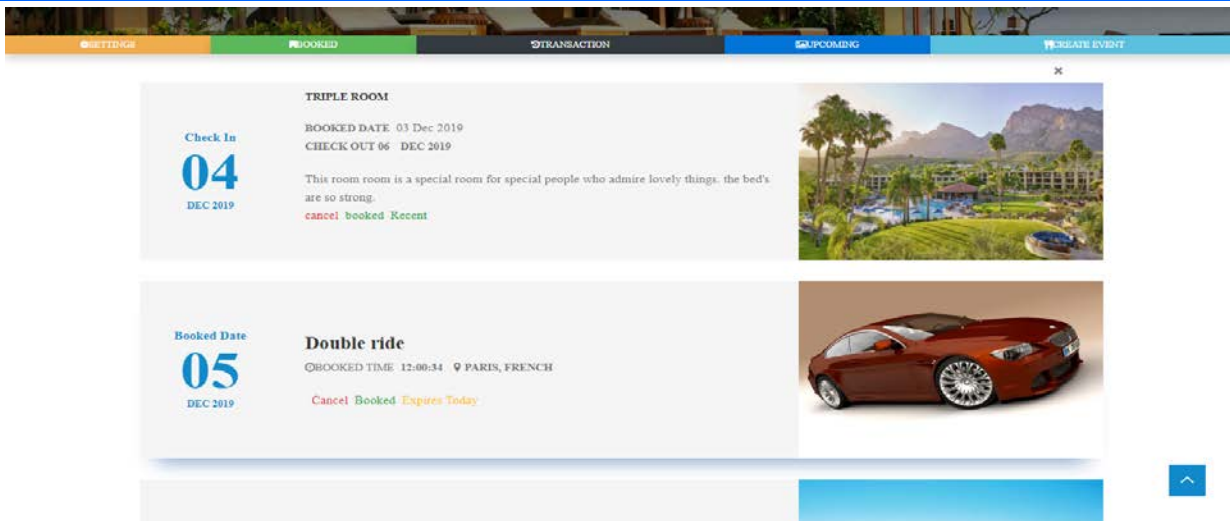 SETTINGS
BOOKED
TRANSACTION
UPCOMING
CREATE EVENT
Check In
04
DEC 2019
TRIPLE ROOM
BOOKED DATE 03 Dec 2019
CHECK OUT 06 DEC 2019
This room room is a special room for special people who admire lovely things. the bed's
are so strong.
cancel booked Recent
Booked Date
05
DEC 2019
Double ride
BOOKED TIME 12:00:34 PARIS, FRENCH
Cancel Booked Expires Today